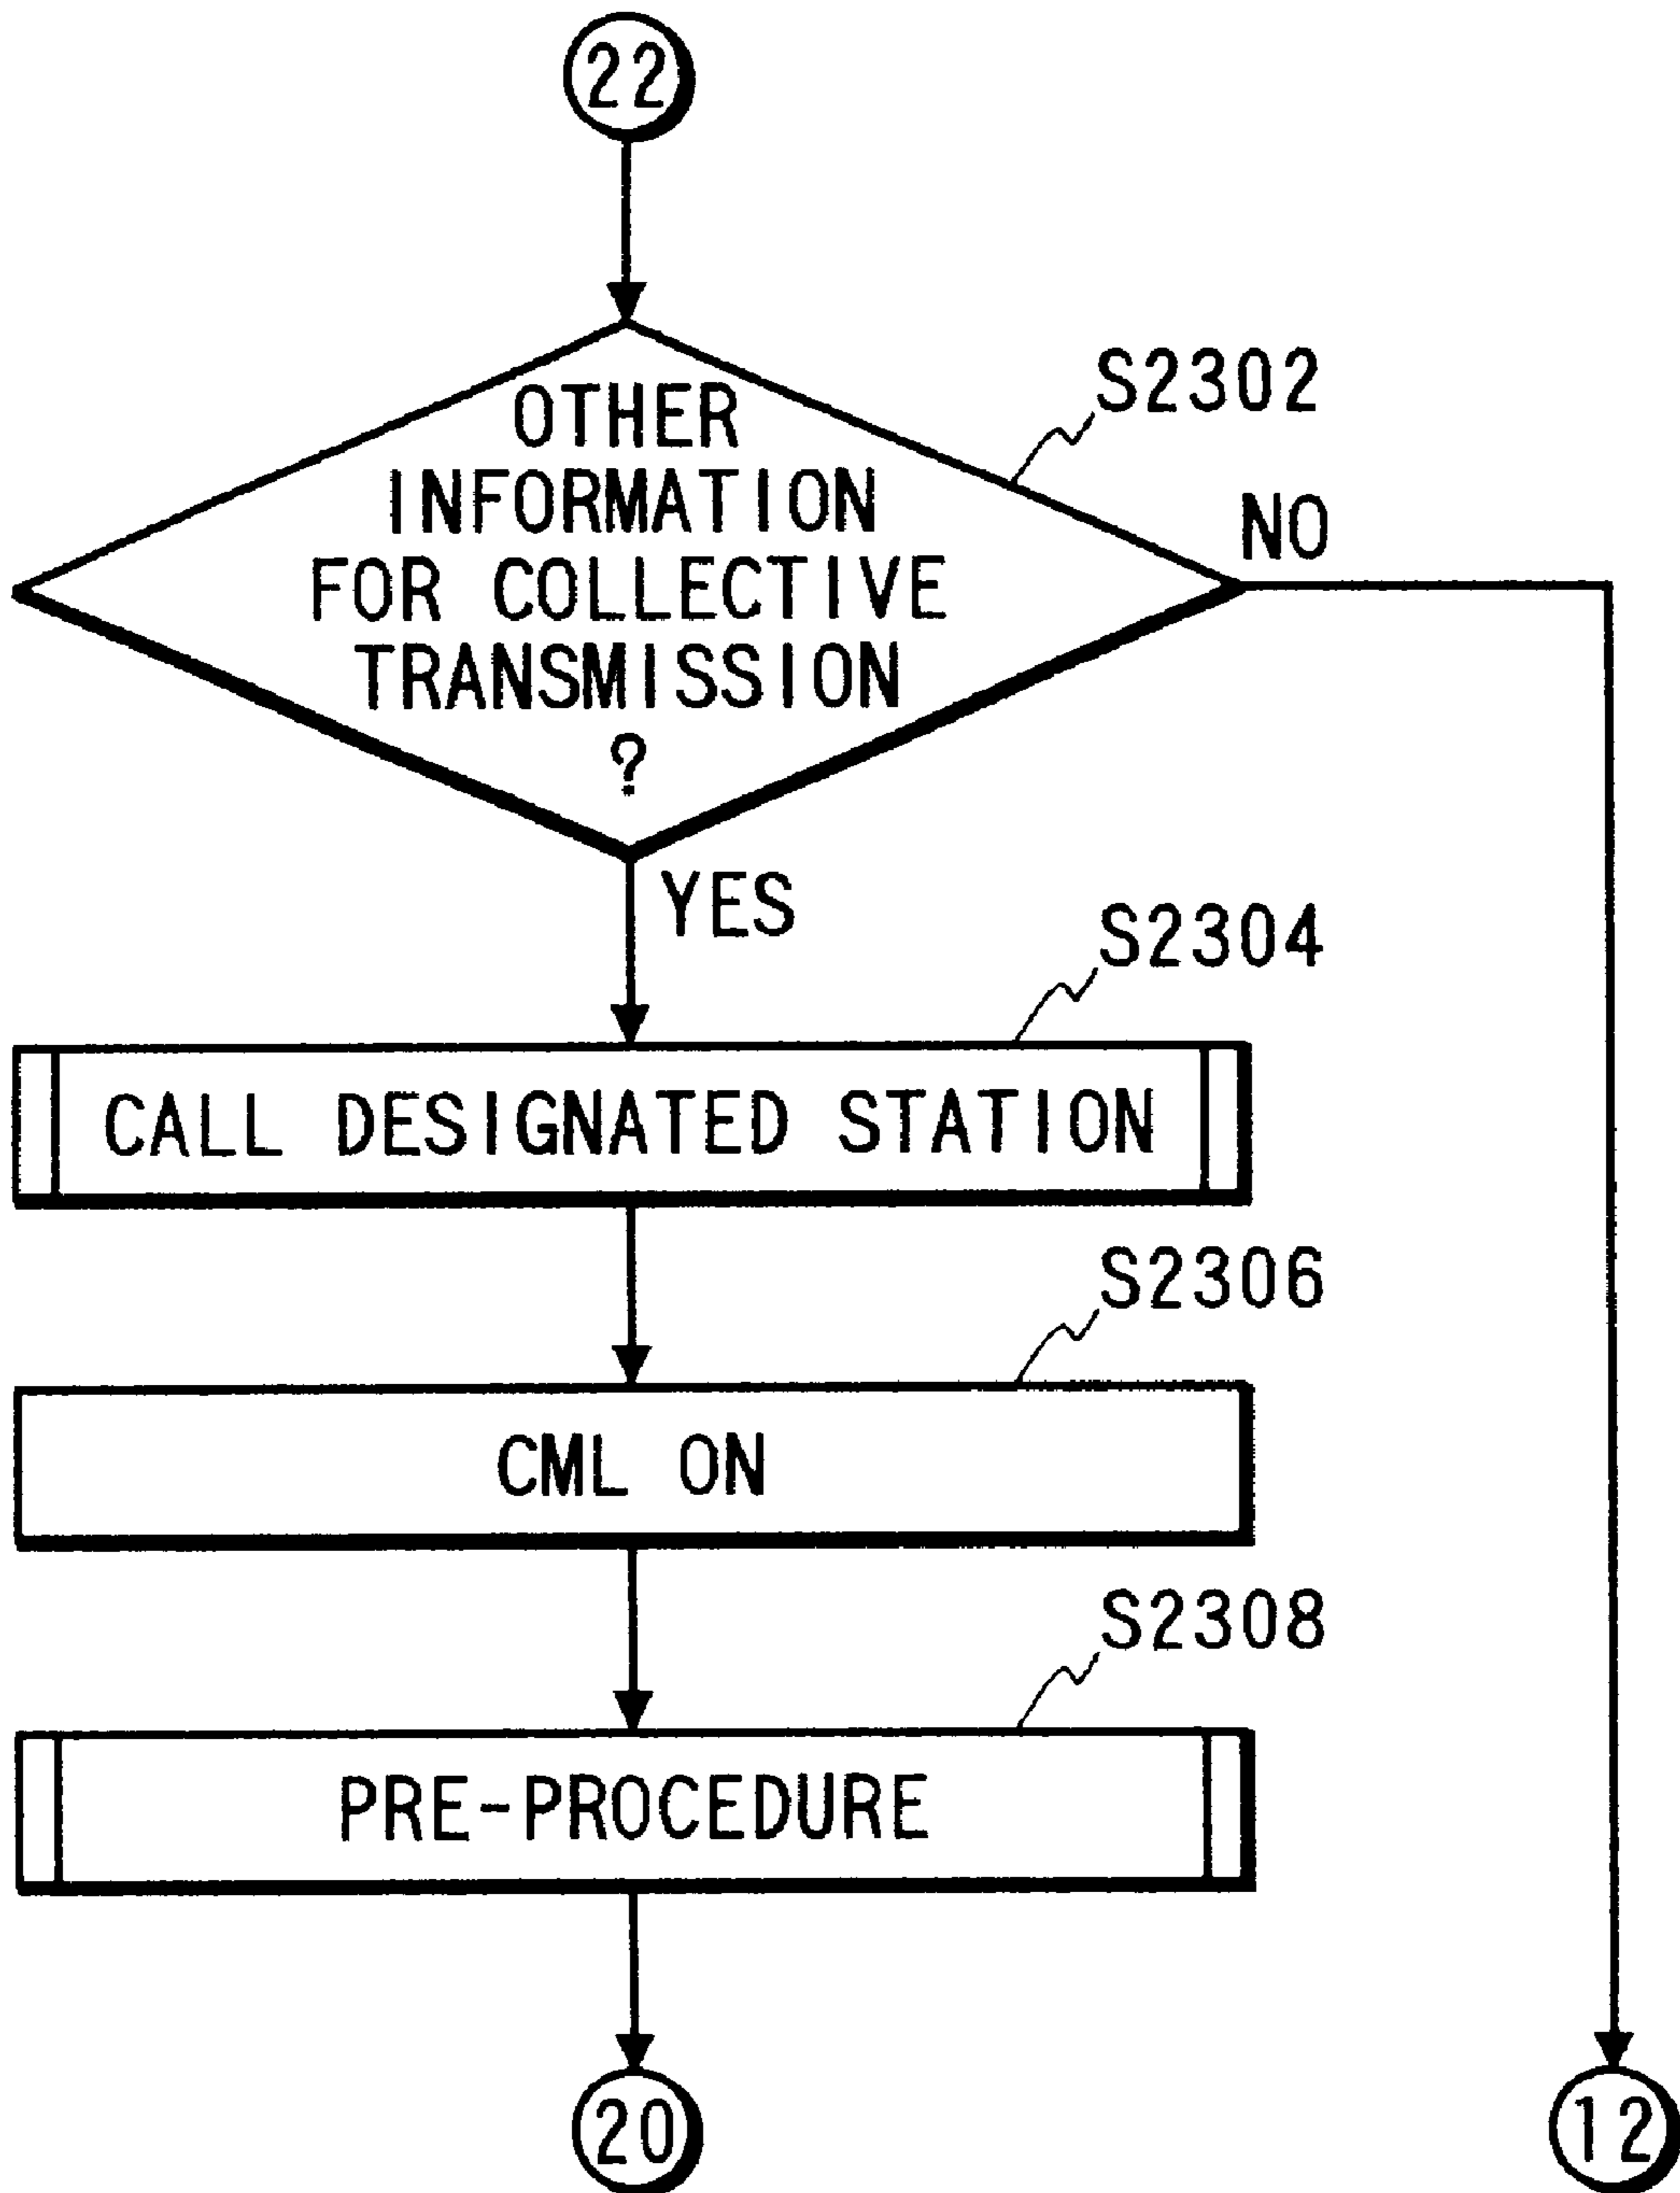 22
S2302
OTHER
INFORMATION
FOR COLLECTIVE
TRANSMISSION
?
NO
YES
S2304
CALL DESIGNATED STATION
S2306
CML ON
S2308
PRE-PROCEDURE
20
12